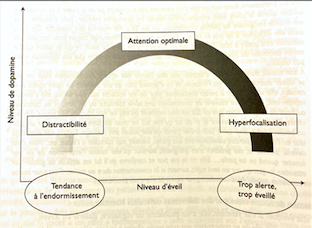 Niveau de dopamine
Attention optimale
Distractibilité
Hyperfocalisation
Tendance
à l'endormissement
Niveau d'éveil
Trop alerte,
trop éveillé